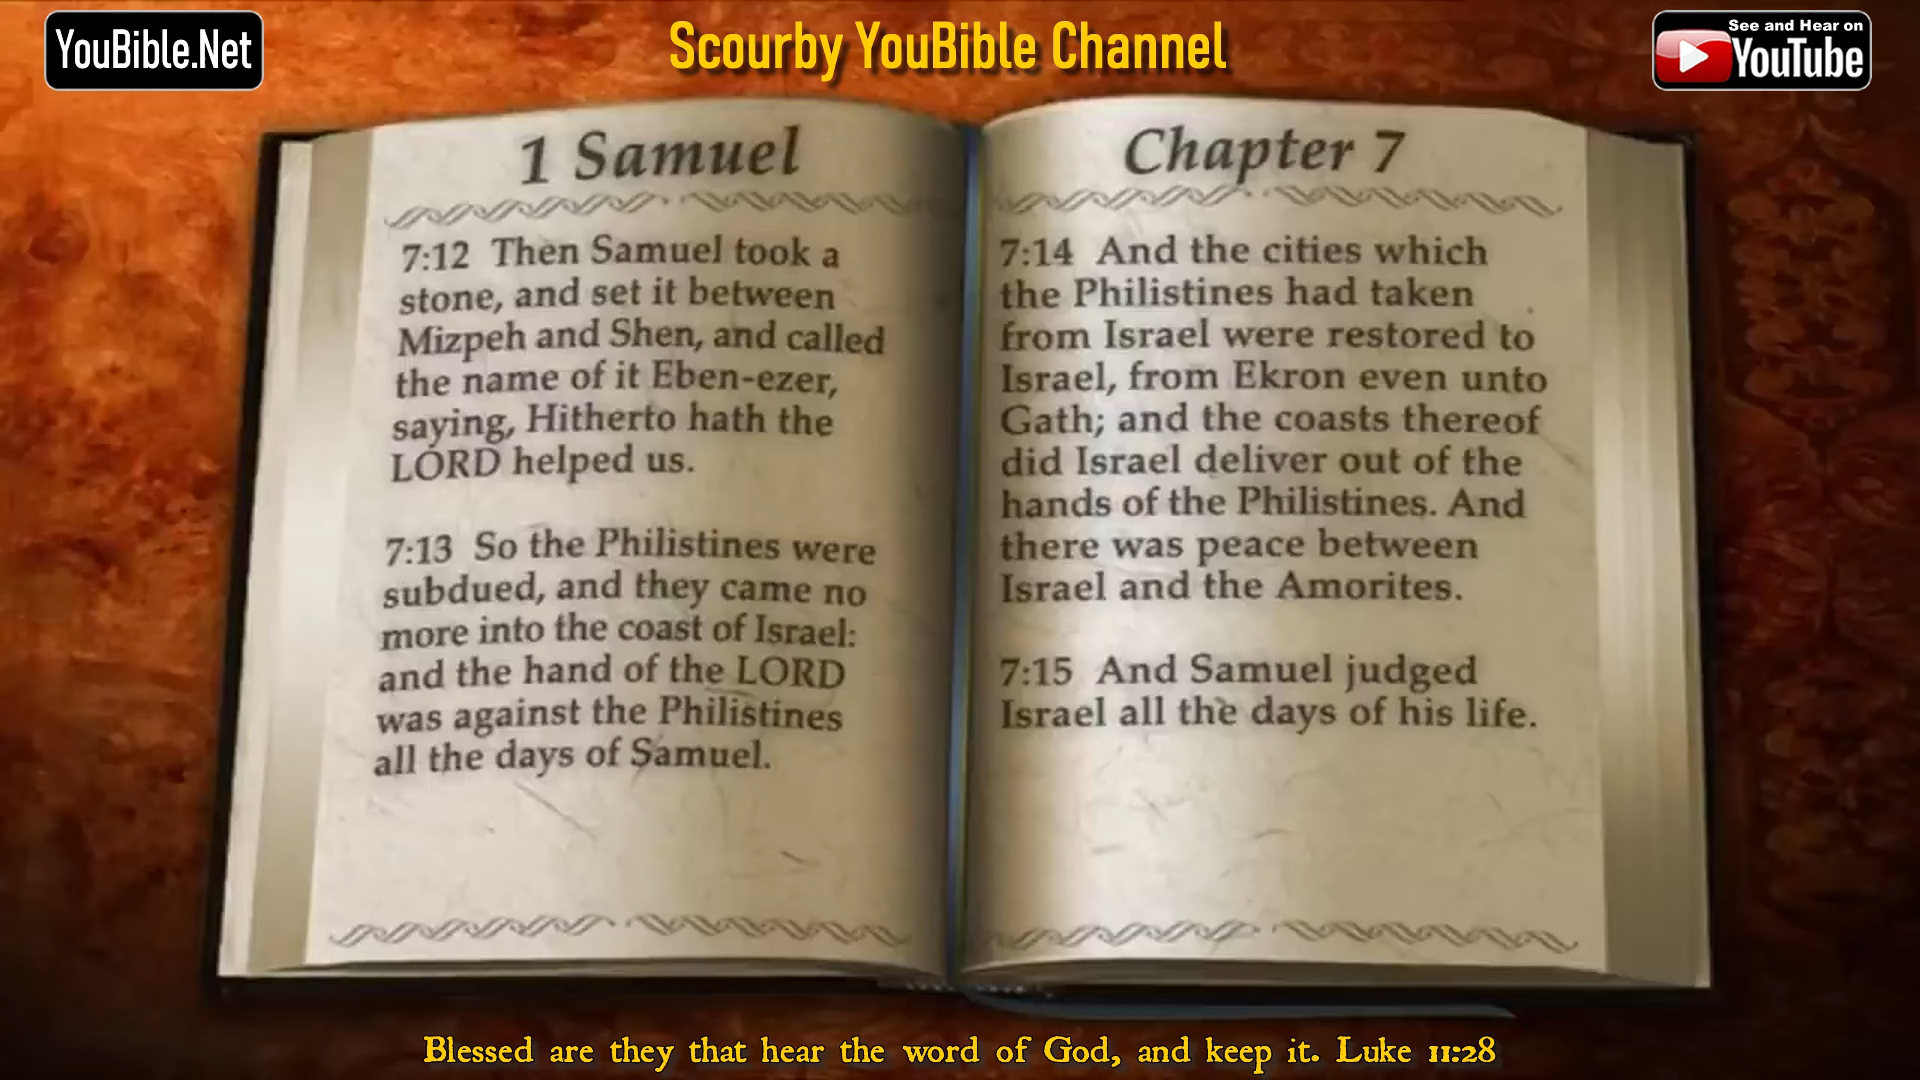 YouBible.Net
Scourby YouBible Channel
See and Hear on
YouTube
1 Samuel
7:12 Then Samuel took a
stone, and set it between
Mizpeh and Shen, and called
the name of it Eben-ezer,
saying, Hitherto hath the
LORD helped us.
7:13 So the Philistines were
subdued, and they came no
more into the coast of Israel:
and the hand of the LORD
was against the Philistines
all the days of Samuel.
Chapter 7
7:14 And the cities which
the Philistines had taken
from Israel were restored to
Israel, from Ekron even unto
Gath; and the coasts thereof
did Israel deliver out of the
hands of the Philistines. And
there was peace between
Israel and the Amorites.
7:15 And Samuel judged
Israel all the days of his life.
Blessed are they that hear the word of God, and keep it. Luke 11:28